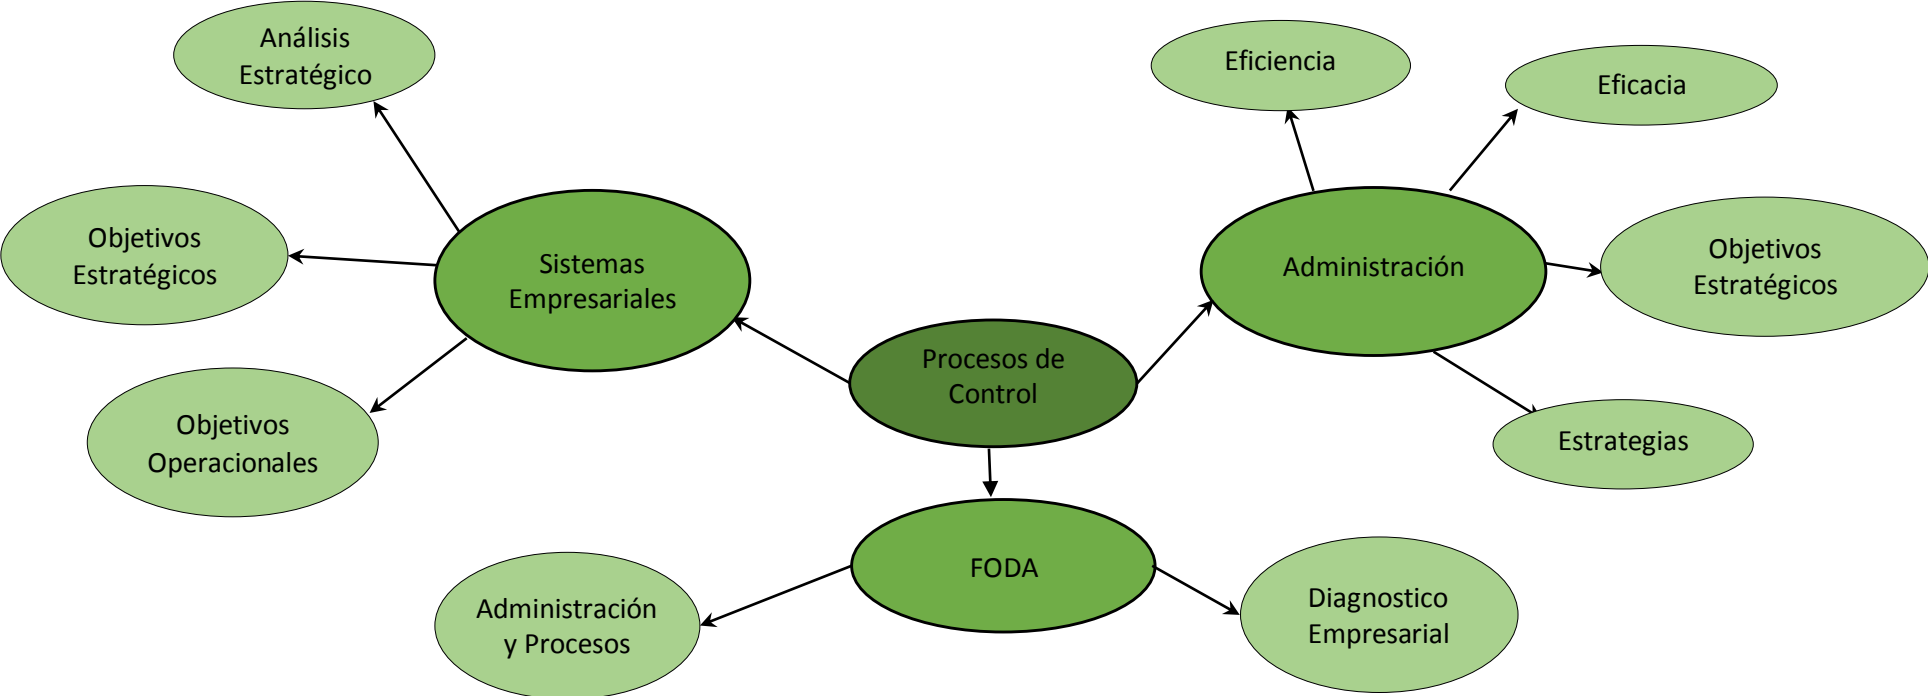 Análisis
Estratégico
Eficiencia
Eficacia
Objetivos
Estratégicos
Sistemas
Empresariales
Administración
Objetivos
Estratégicos
Procesos de
Control
Objetivos
Operacionales
Estrategias
FODA
Administración
y Procesos
Diagnostico
Empresarial